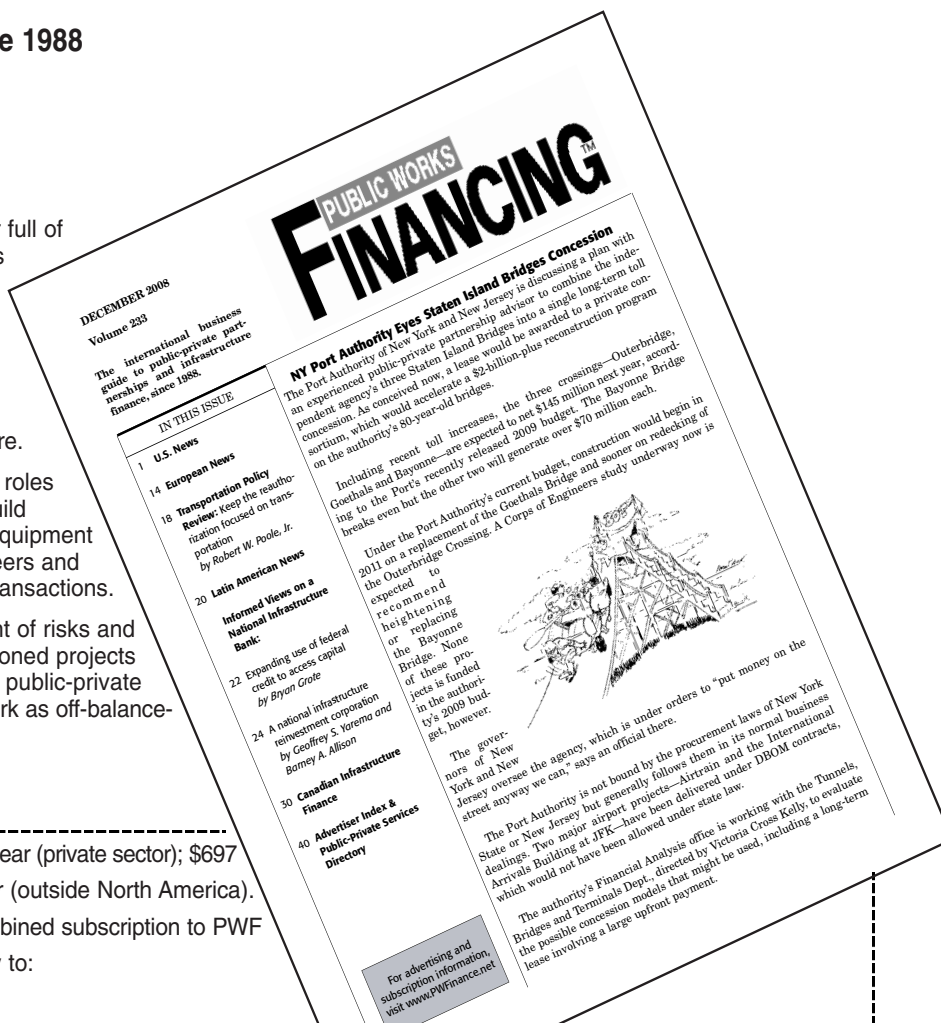 e 1988
full of
s
re.
roles
uild
quipment
eers and
ansactions.
nt of risks and
oned projects
public-private
rk as off-balance-
ear (private sector); $697
r (outside North America).
bined subscription to PWF
to:
PUBLIC WORKS
FINANCING™
DECEMBER 2008
Volume 233
The international business
guide to public-private part-
nerships and infrastructure
finance, since 1988.
IN THIS ISSUE
1 U.S. News
14 European News
18 Transportation Policy
Review: Keep the reautho-
rization focused on trans-
portation
by Robert W. Poole, Jr.
20 Latin American News
Informed Views on a
National Infrastructure
Bank:
22 Expanding use of federal
credit to access capital
by Bryan Grote
24 A national infrastructure
reinvestment corporation
by Geoffrey S. Yarema and
Barney A. Allison
30 Canadian Infrastructure
Finance
40 Advertiser Index &
Public-Private Services
Directory
For advertising and
subscription information,
visit www.PWFinance.net
NY Port Authority Eyes Staten Island Bridges Concession
The Port Authority of New York and New Jersey is discussing a plan with
an experienced public-private partnership advisor to combine the inde-
pendent agency's three Staten Island Bridges into a single long-term toll
concession. As conceived now, a lease would be awarded to a private con-
sortium, which would accelerate a $2-billion-plus reconstruction program
on the authority's 80-year-old bridges.
Including recent toll increases, the three crossings—Outerbridge,
Goethals and Bayonne—are expected to net $145 million next year, accord-
ing to the Port's recently released 2009 budget. The Bayonne Bridge
breaks even but the other two will generate over $70 million each.
Under the Port Authority's current budget, construction would begin in
2011 on a replacement of the Goethals Bridge and sooner on redecking of
the Outerbridge Crossing. A Corps of Engineers study underway now is
expected to
recommend
heightening
or replacing
the Bayonne
Bridge. None
of these pro-
jects is funded
in the authori-
ty's 2009 bud-
get, however.
The gover-
nors of New
York and New
Jersey oversee the agency, which is under orders to "put money on the
street anyway we can," says an official there.
The Port Authority is not bound by the procurement laws of New York
State or New Jersey but generally follows them in its normal business
dealings. Two major airport projects—Airtrain and the International
Arrivals Building at JFK—have been delivered under DBOM contracts,
which would not have been allowed under state law.
The authority's Financial Analysis office is working with the Tunnels,
Bridges and Terminals Dept., directed by Victoria Cross Kelly, to evaluate
the possible concession models that might be used, including a long-term
lease involving a large upfront payment.